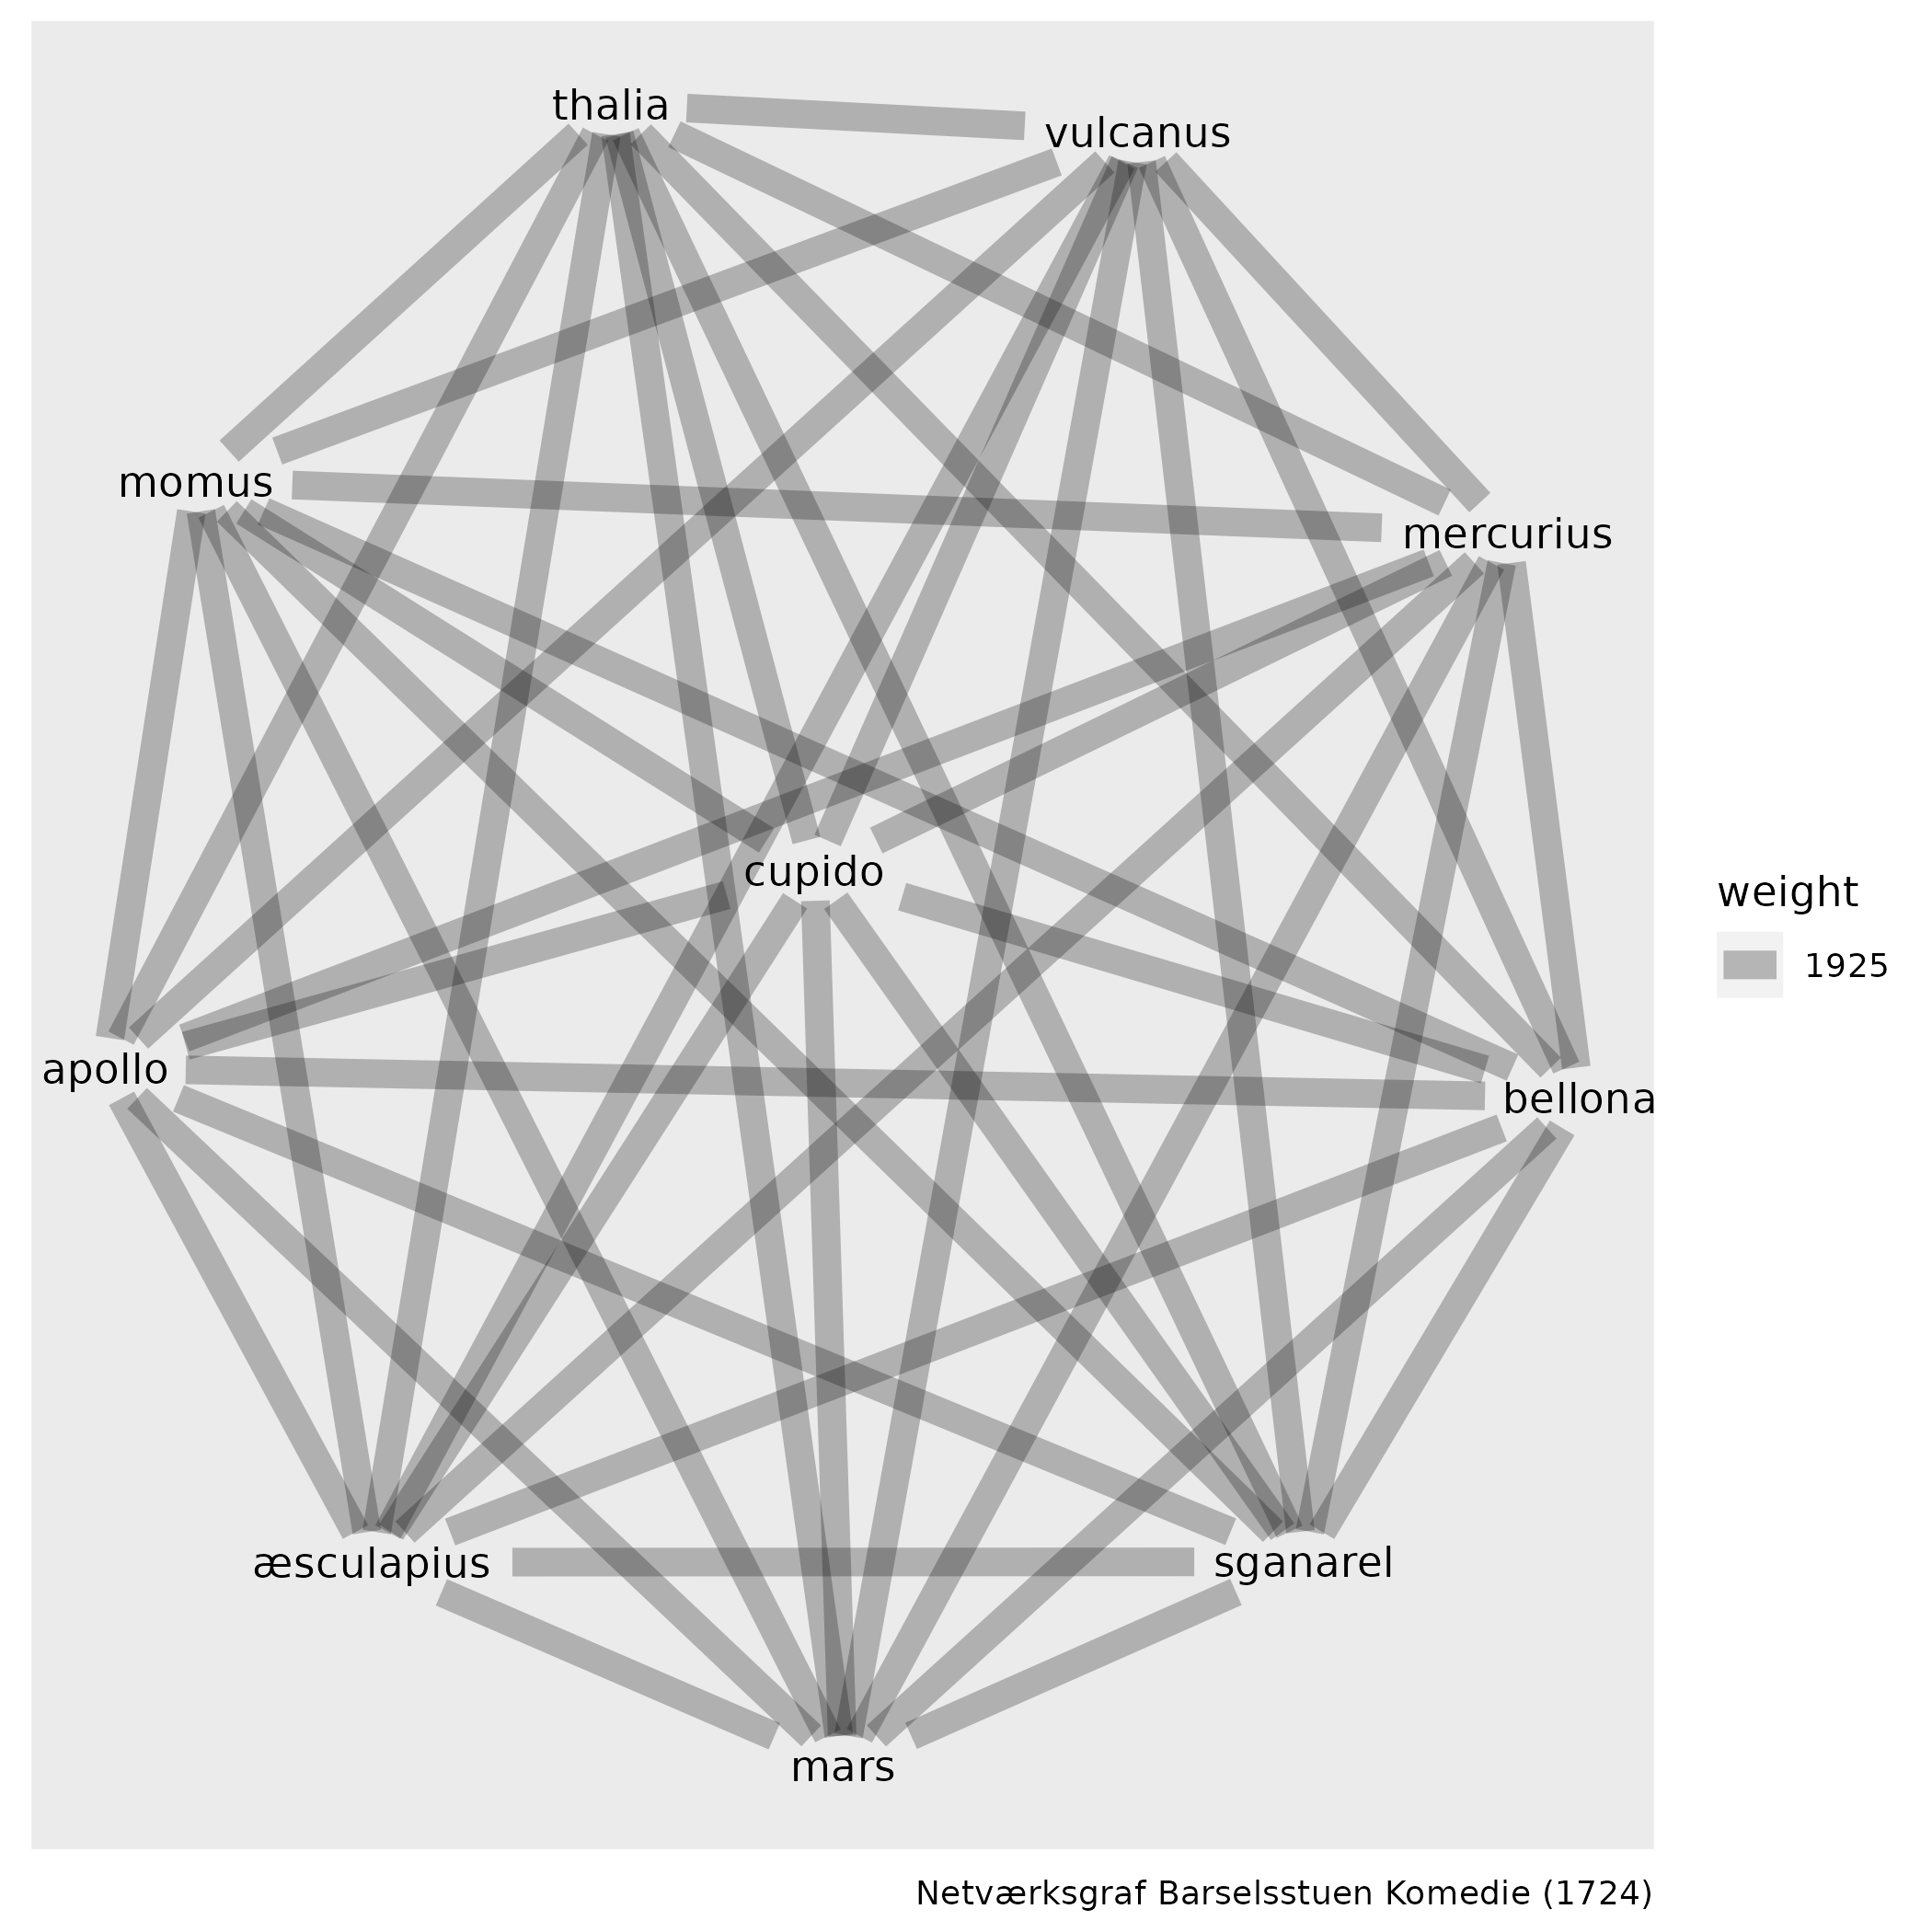 thalia
vulcanus
momus
mercurius
cupido
weight
1925
apollo
bellona
æsculapius
sganarel
mars
Netværksgraf Barselsstuen Komedie (1724)